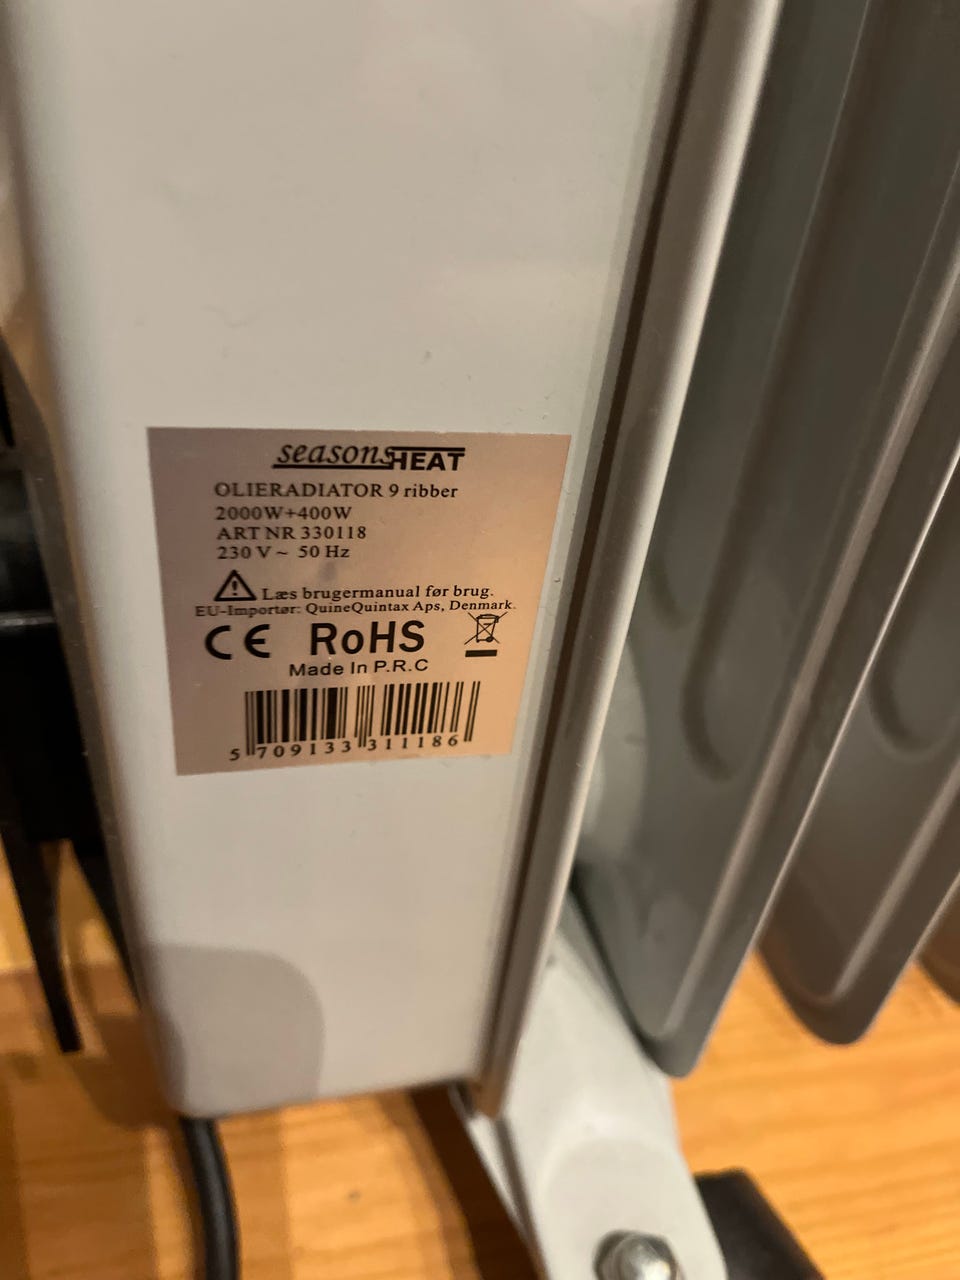 seasonsHEAT
OLIERADIATOR 9 ribber
2000W+400W
ART NR 330118
230 V ~ 50 Hz
Læs brugermanual før brug.
EU-Importør: QuineQuintax Aps, Denmark.
CE RoHS
Made In P.R.C
5 709133 311186